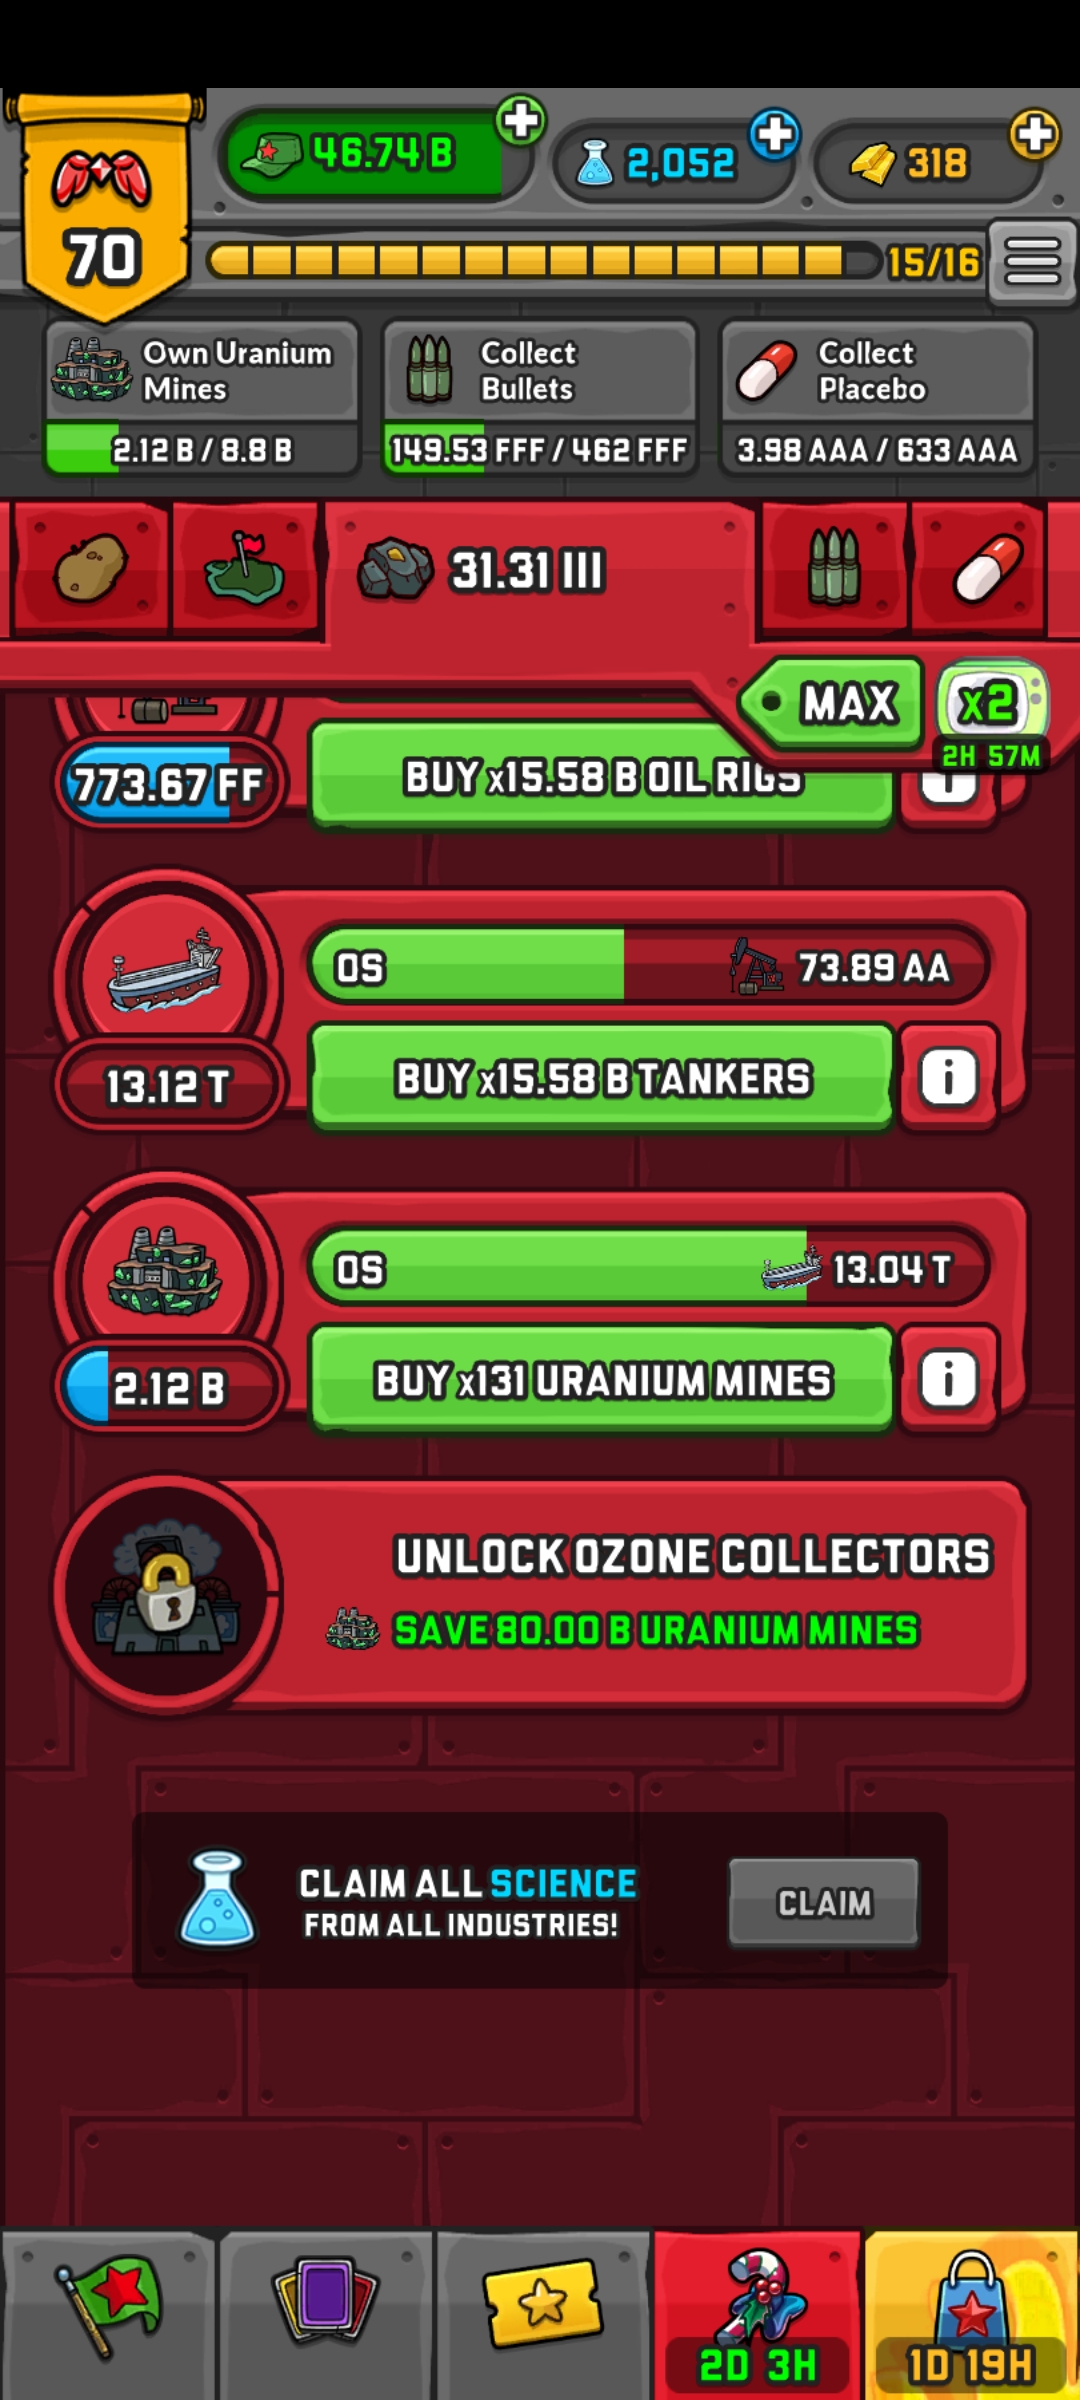 46.74 B
2,052
318
70
15/16
Own Uranium
Mines
2.12 B / 8.8 B
Collect
Bullets
149.53 FFF / 462 FFF
Collect
Placebo
3.98 AAA / 633 AAA
31.31 III
MAX
x2
2H 57M
773.67 FF
BUY x15.58 B OIL RIGS
0S
73.89 AA
13.12 T
BUY x15.58 B TANKERS
i
0S
13.04 T
2.12 B
BUY x131 URANIUM MINES
i
UNLOCK OZONE COLLECTORS
SAVE 80.00 B URANIUM MINES
CLAIM ALL SCIENCE
FROM ALL INDUSTRIES!
CLAIM
2D 3H
1D 19H